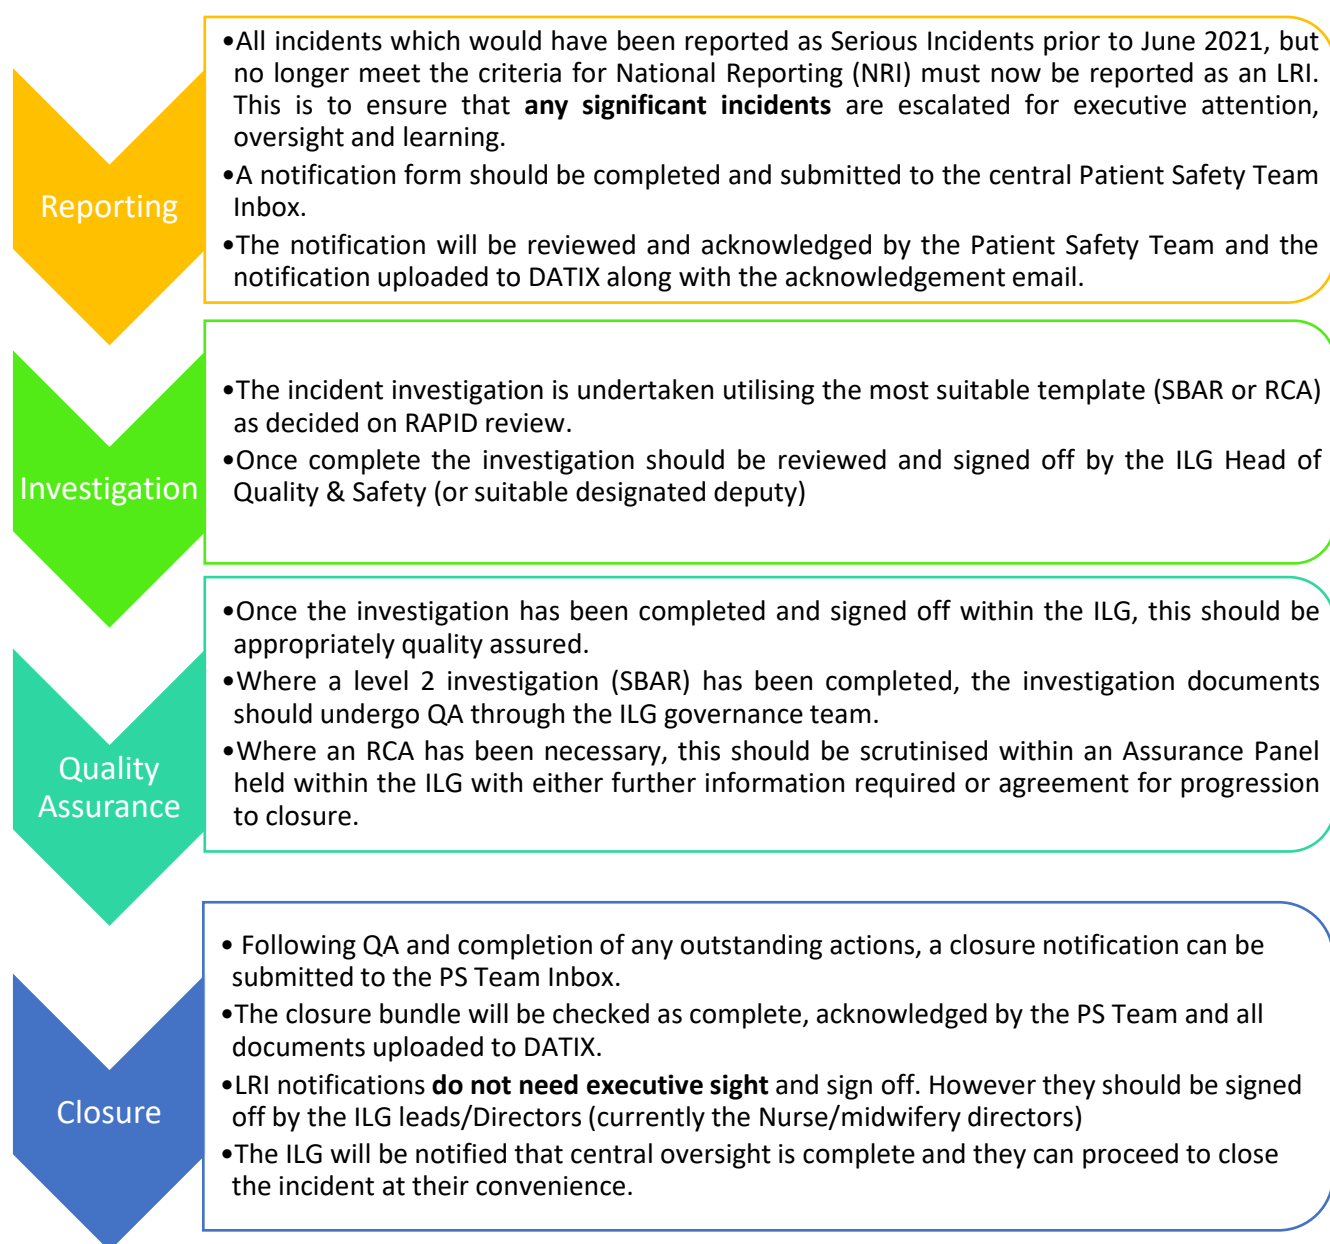 Reporting
•All incidents which would have been reported as Serious Incidents prior to June 2021, but
no longer meet the criteria for National Reporting (NRI) must now be reported as an LRI.
This is to ensure that any significant incidents are escalated for executive attention,
oversight and learning.
•A notification form should be completed and submitted to the central Patient Safety Team
Inbox.
•The notification will be reviewed and acknowledged by the Patient Safety Team and the
notification uploaded to DATIX along with the acknowledgement email.
Investigation
•The incident investigation is undertaken utilising the most suitable template (SBAR or RCA)
as decided on RAPID review.
•Once complete the investigation should be reviewed and signed off by the ILG Head of
Quality & Safety (or suitable designated deputy)
Quality
Assurance
•Once the investigation has been completed and signed off within the ILG, this should be
appropriately quality assured.
•Where a level 2 investigation (SBAR) has been completed, the investigation documents
should undergo QA through the ILG governance team.
•Where an RCA has been necessary, this should be scrutinised within an Assurance Panel
held within the ILG with either further information required or agreement for progression
to closure.
Closure
• Following QA and completion of any outstanding actions, a closure notification can be
submitted to the PS Team Inbox.
•The closure bundle will be checked as complete, acknowledged by the PS Team and all
documents uploaded to DATIX.
•LRI notifications do not need executive sight and sign off. However they should be signed
off by the ILG leads/Directors (currently the Nurse/midwifery directors)
•The ILG will be notified that central oversight is complete and they can proceed to close
the incident at their convenience.